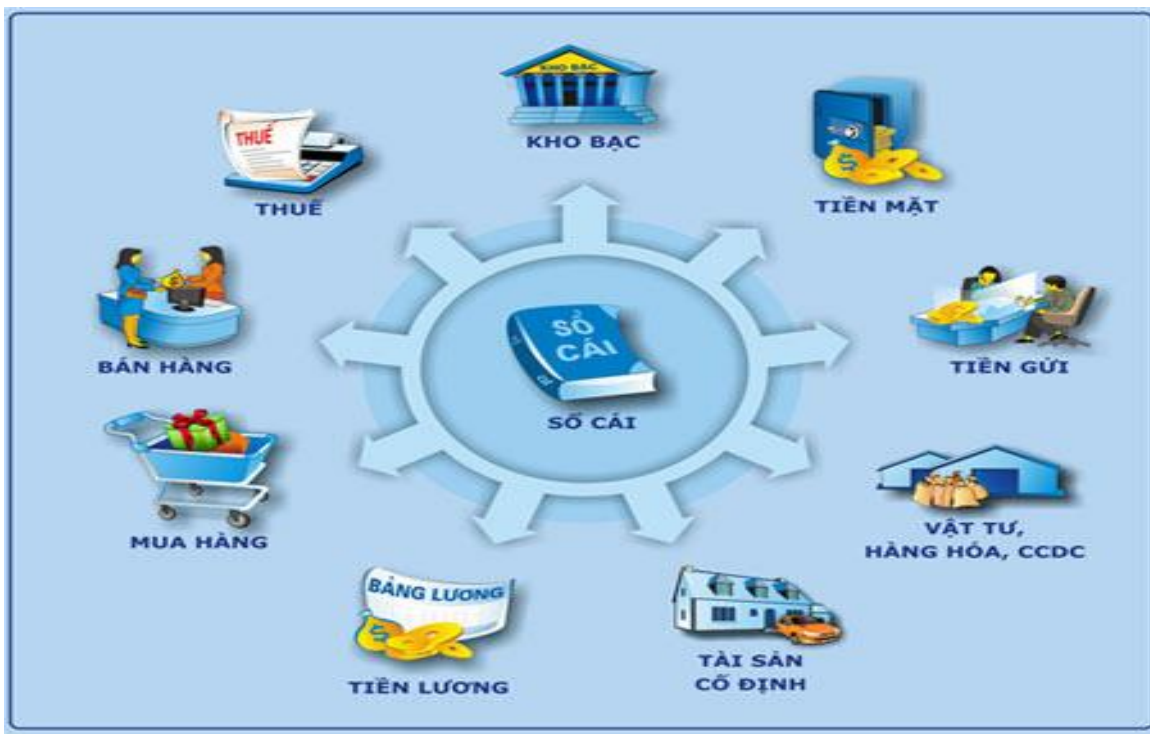 KHO BẠC
KHO BẠC
THUẾ
THUẾ
TIỀN MẶT
BÁN HÀNG
TIỀN GỬI
SỔ
CÁI
SỔ CÁI
MUA HÀNG
VẬT TƯ,
HÀNG HÓA, CCDC
BẢNG LƯƠNG
TIỀN LƯƠNG
TÀI SẢN
CỐ ĐỊNH